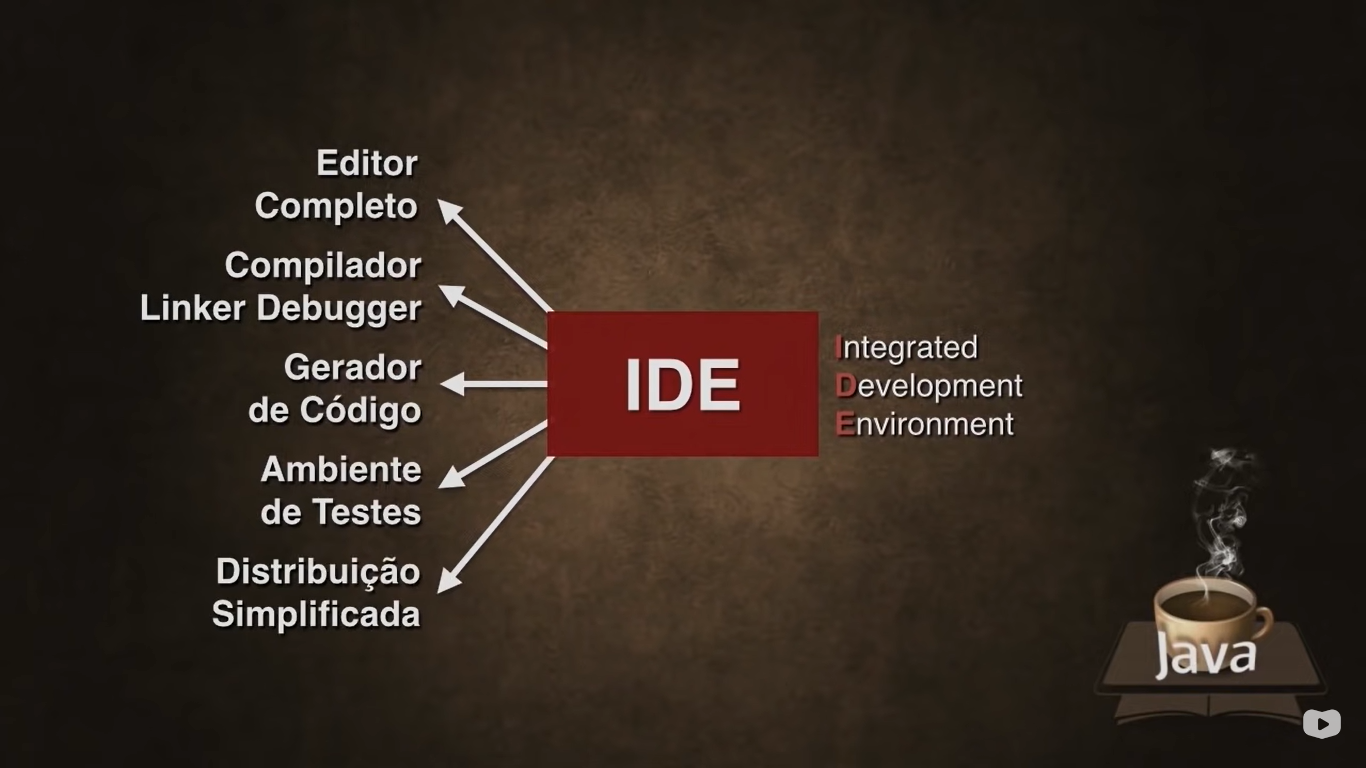 Editor
Completo
Compilador
Linker Debugger
Gerador
de Código
Ambiente
de Testes
Distribuição
Simplificada
IDE
Integrated
Development
Environment
Java